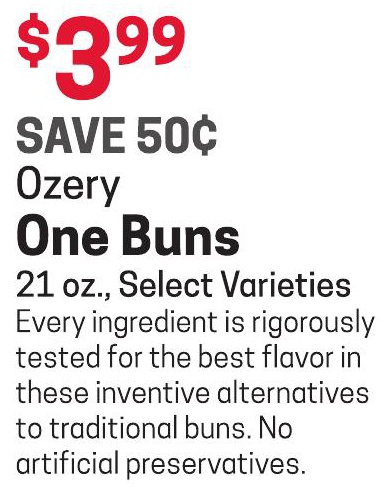 $3.99
SAVE 50¢
Ozery
One Buns
21 oz., Select Varieties
Every ingredient is rigorously
tested for the best flavor in
these inventive alternatives
to traditional buns. No
artificial preservatives.